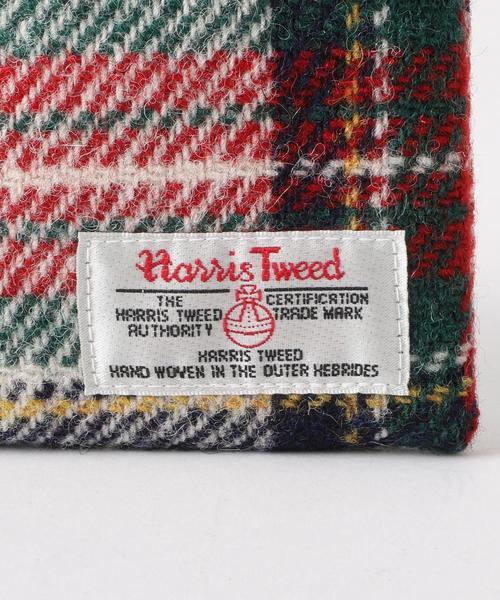 Harris Tweed
THE CERTIFICATION
HARRIS TWEED TRADE MARK
AUTHORITY
HARRIS TWEED
HAND WOVEN IN THE OUTER HEBRIDES